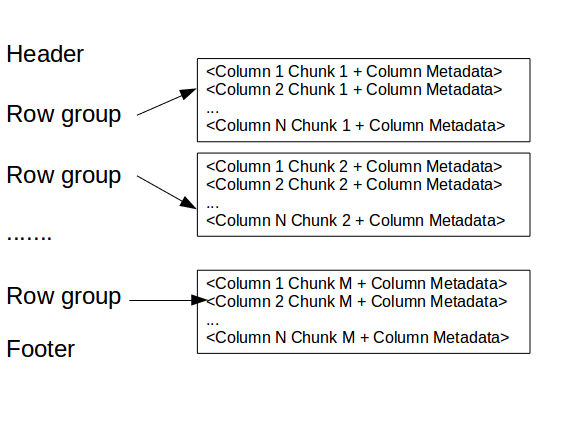 Header
Row group
<Column 1 Chunk 1 + Column Metadata>
<Column 2 Chunk 1 + Column Metadata>
...
<Column N Chunk 1 + Column Metadata>
Row group
<Column 1 Chunk 2 + Column Metadata>
<Column 2 Chunk 2 + Column Metadata>
...
<Column N Chunk 2 + Column Metadata>
.......
Row group
<Column 1 Chunk M + Column Metadata>
<Column 2 Chunk M + Column Metadata>
...
<Column N Chunk M + Column Metadata>
Footer